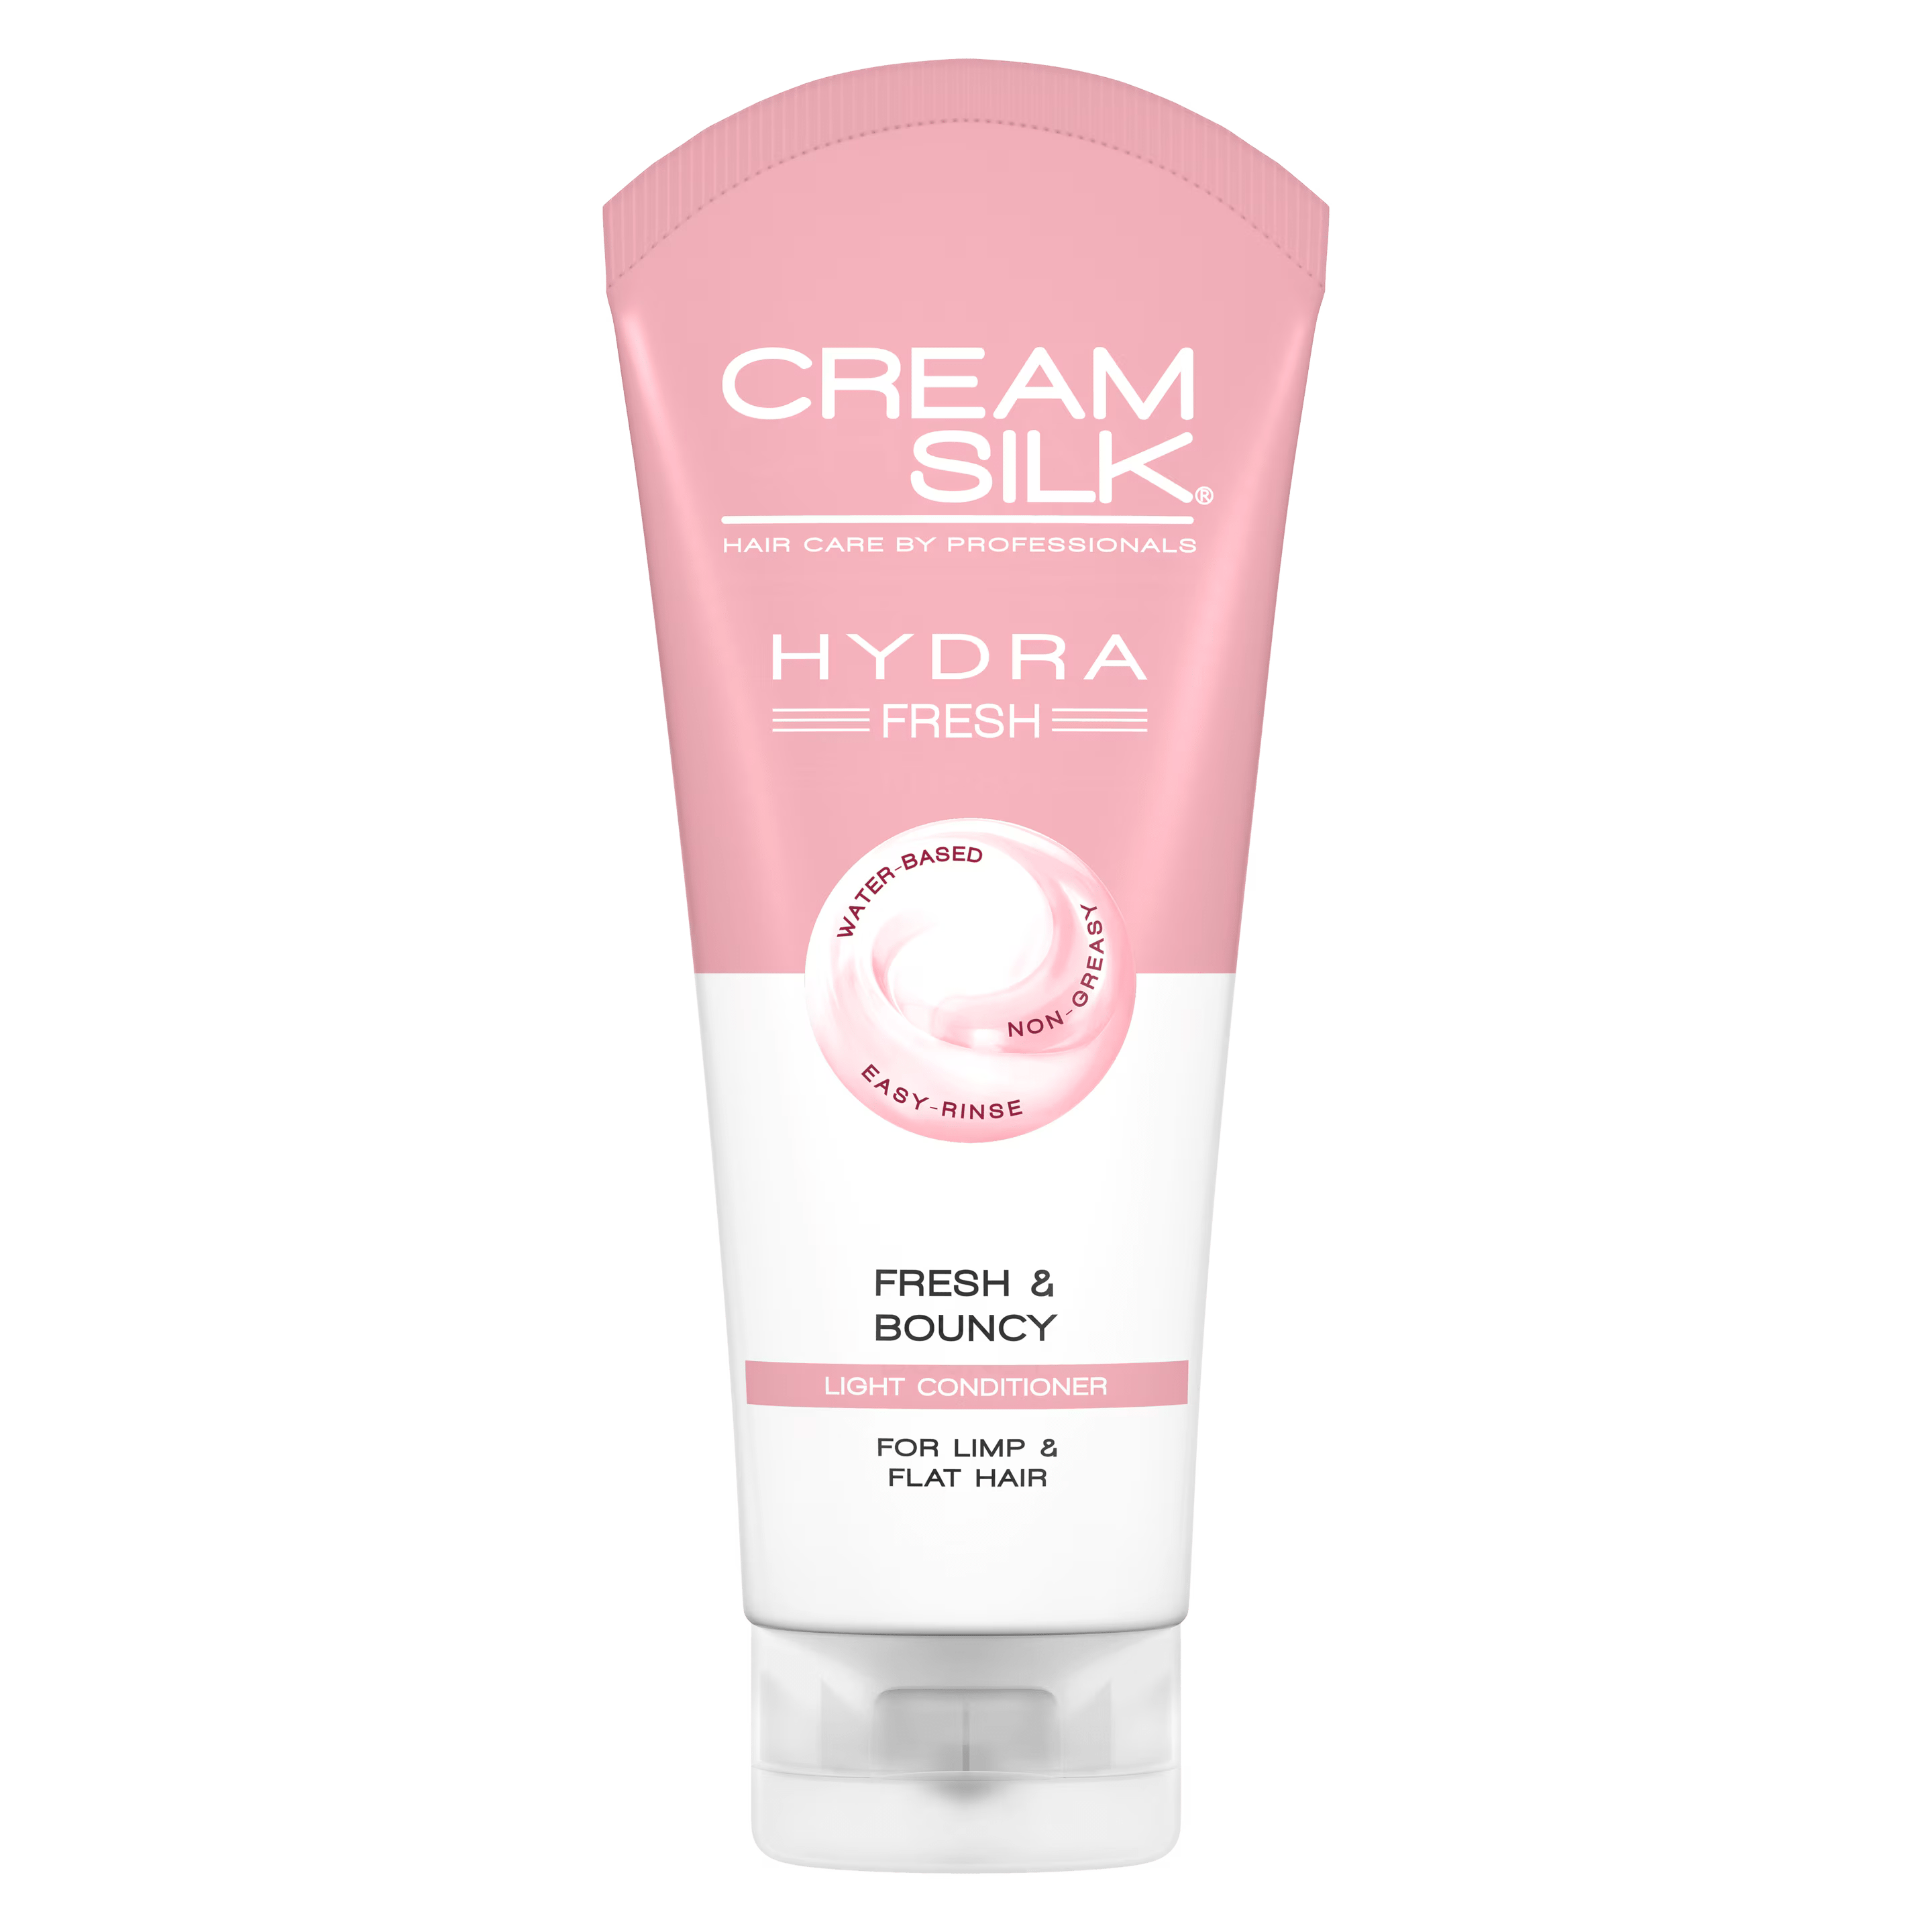 CREAM
SILK®
HAIR CARE BY PROFESSIONALS
HYDRA
FRESH
WATER-BASED
NON-GREASY
EASY-RINSE
FRESH &
BOUNCY
LIGHT CONDITIONER
FOR LIMP &
FLAT HAIR